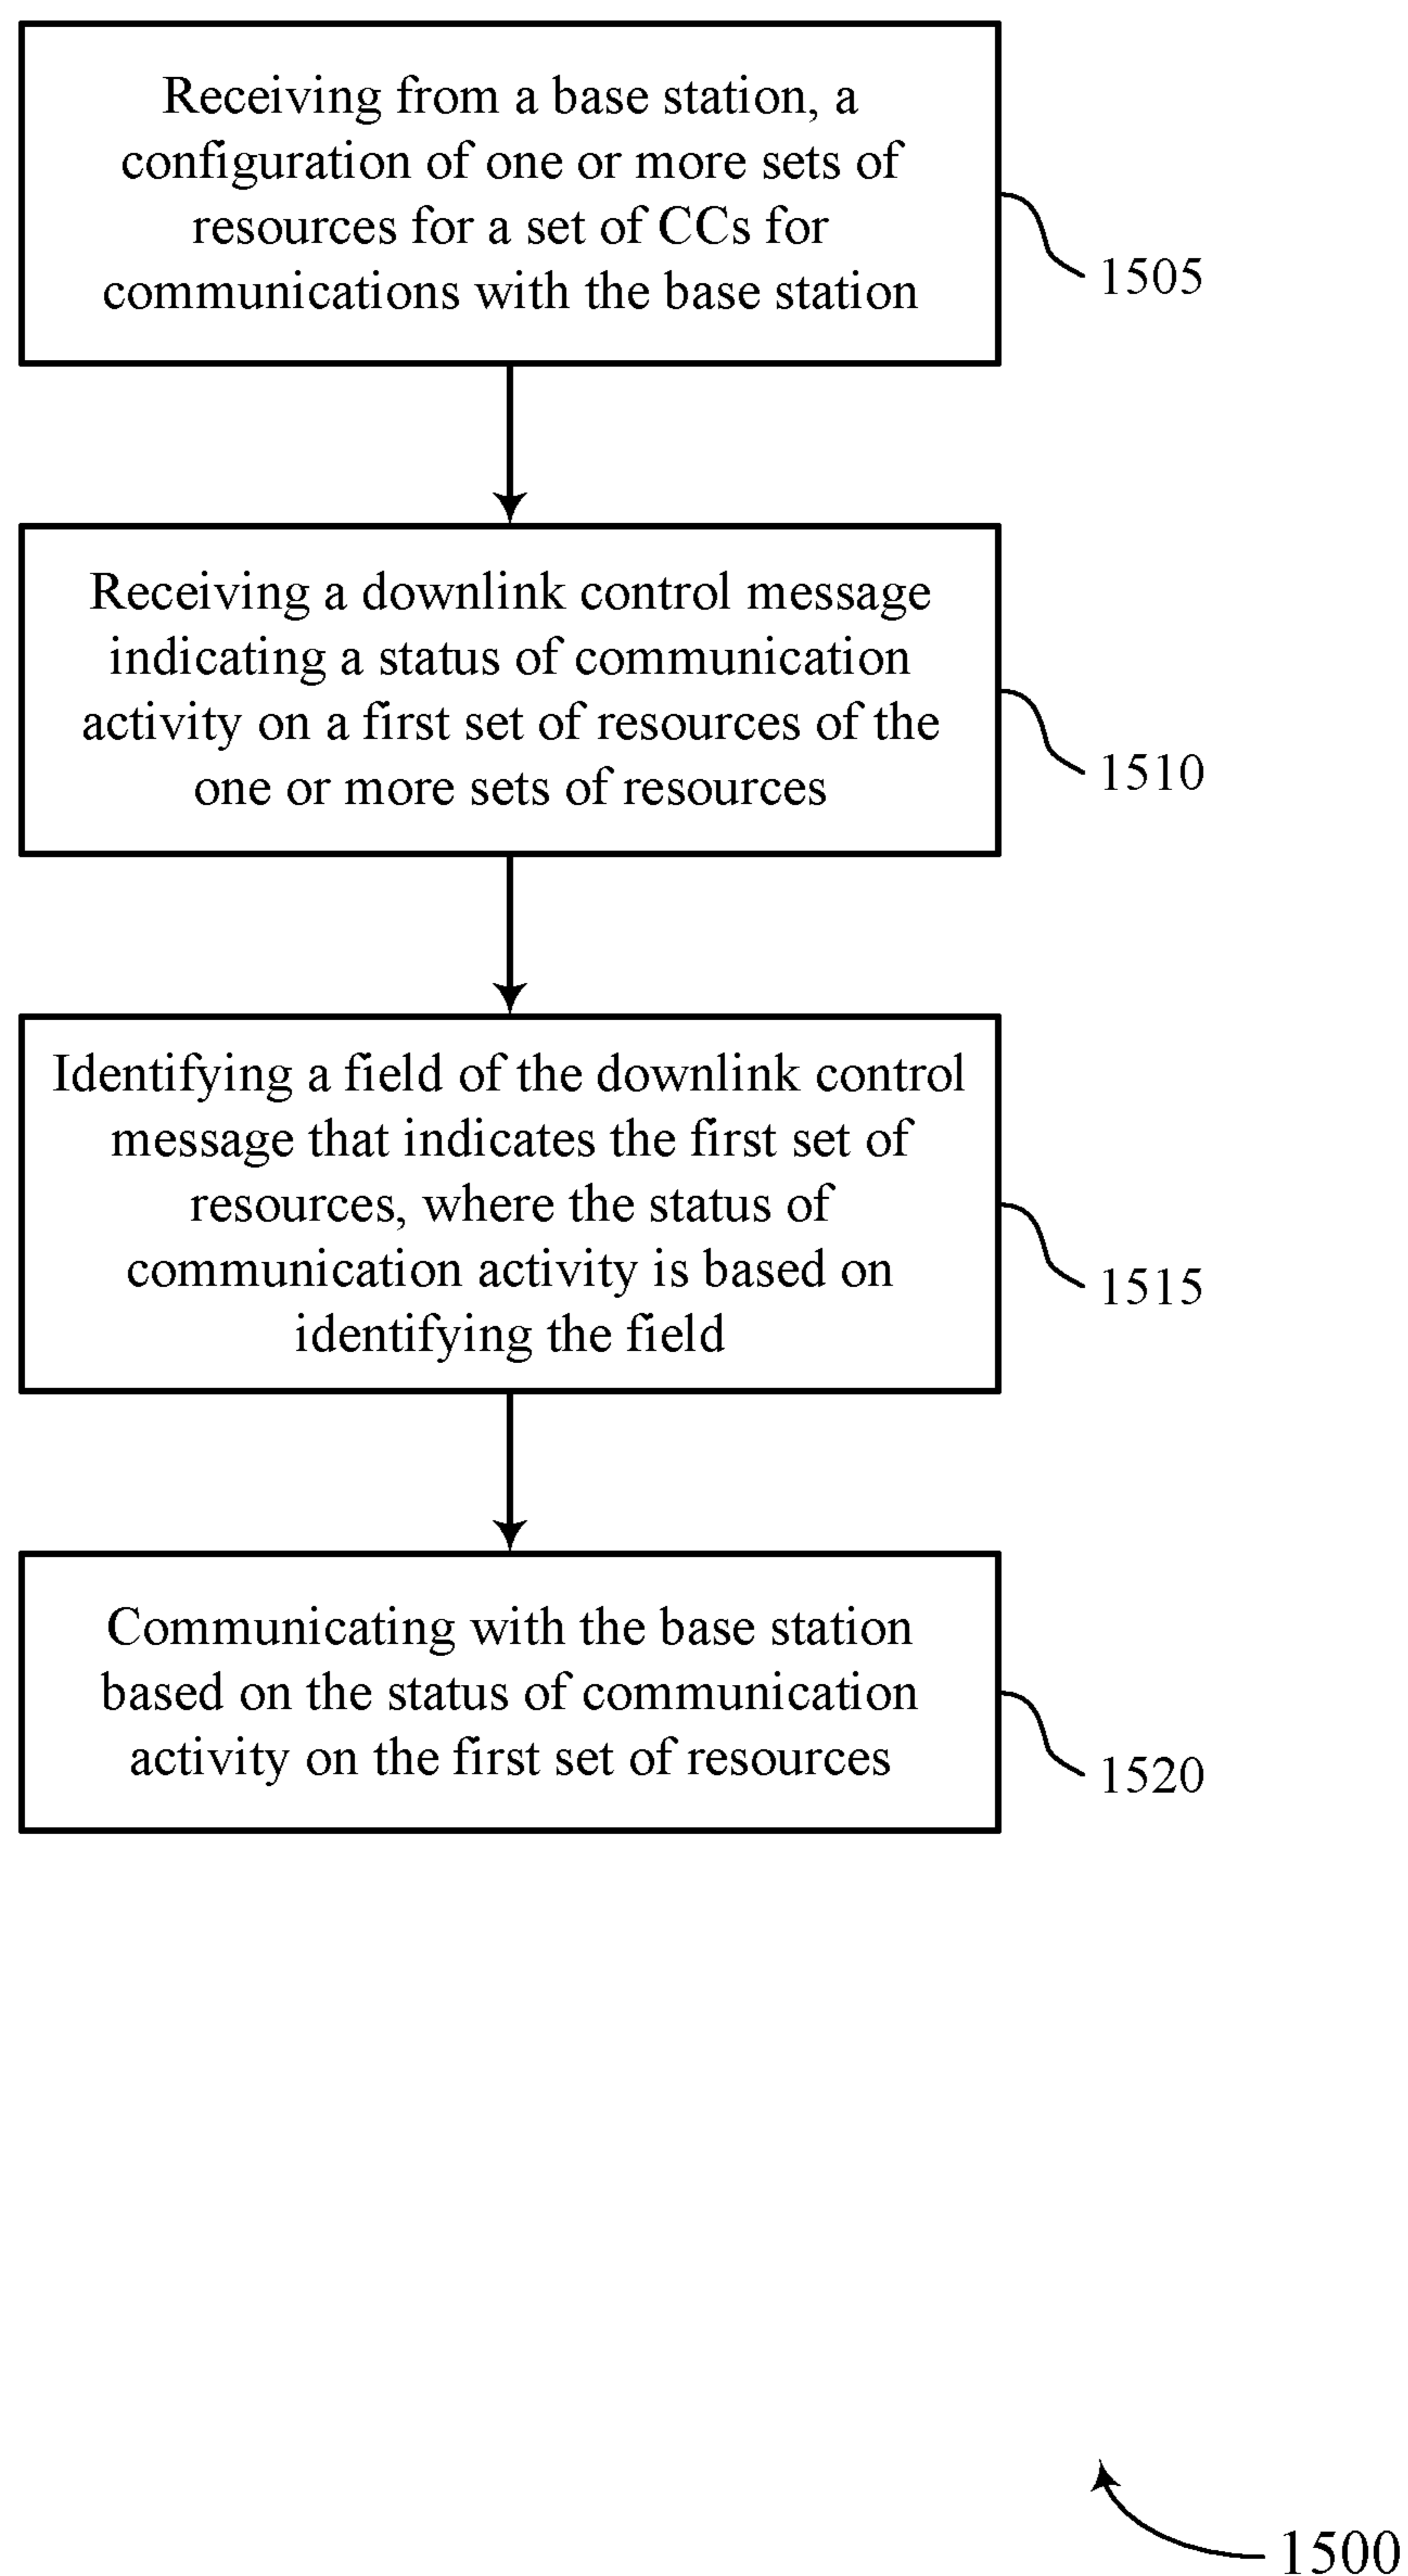 Receiving from a base station, a
configuration of one or more sets of
resources for a set of CCs for
communications with the base station
1505
Receiving a downlink control message
indicating a status of communication
activity on a first set of resources of the
one or more sets of resources
1510
Identifying a field of the downlink control
message that indicates the first set of
resources, where the status of
communication activity is based on
identifying the field
1515
Communicating with the base station
based on the status of communication
activity on the first set of resources
1520
1500